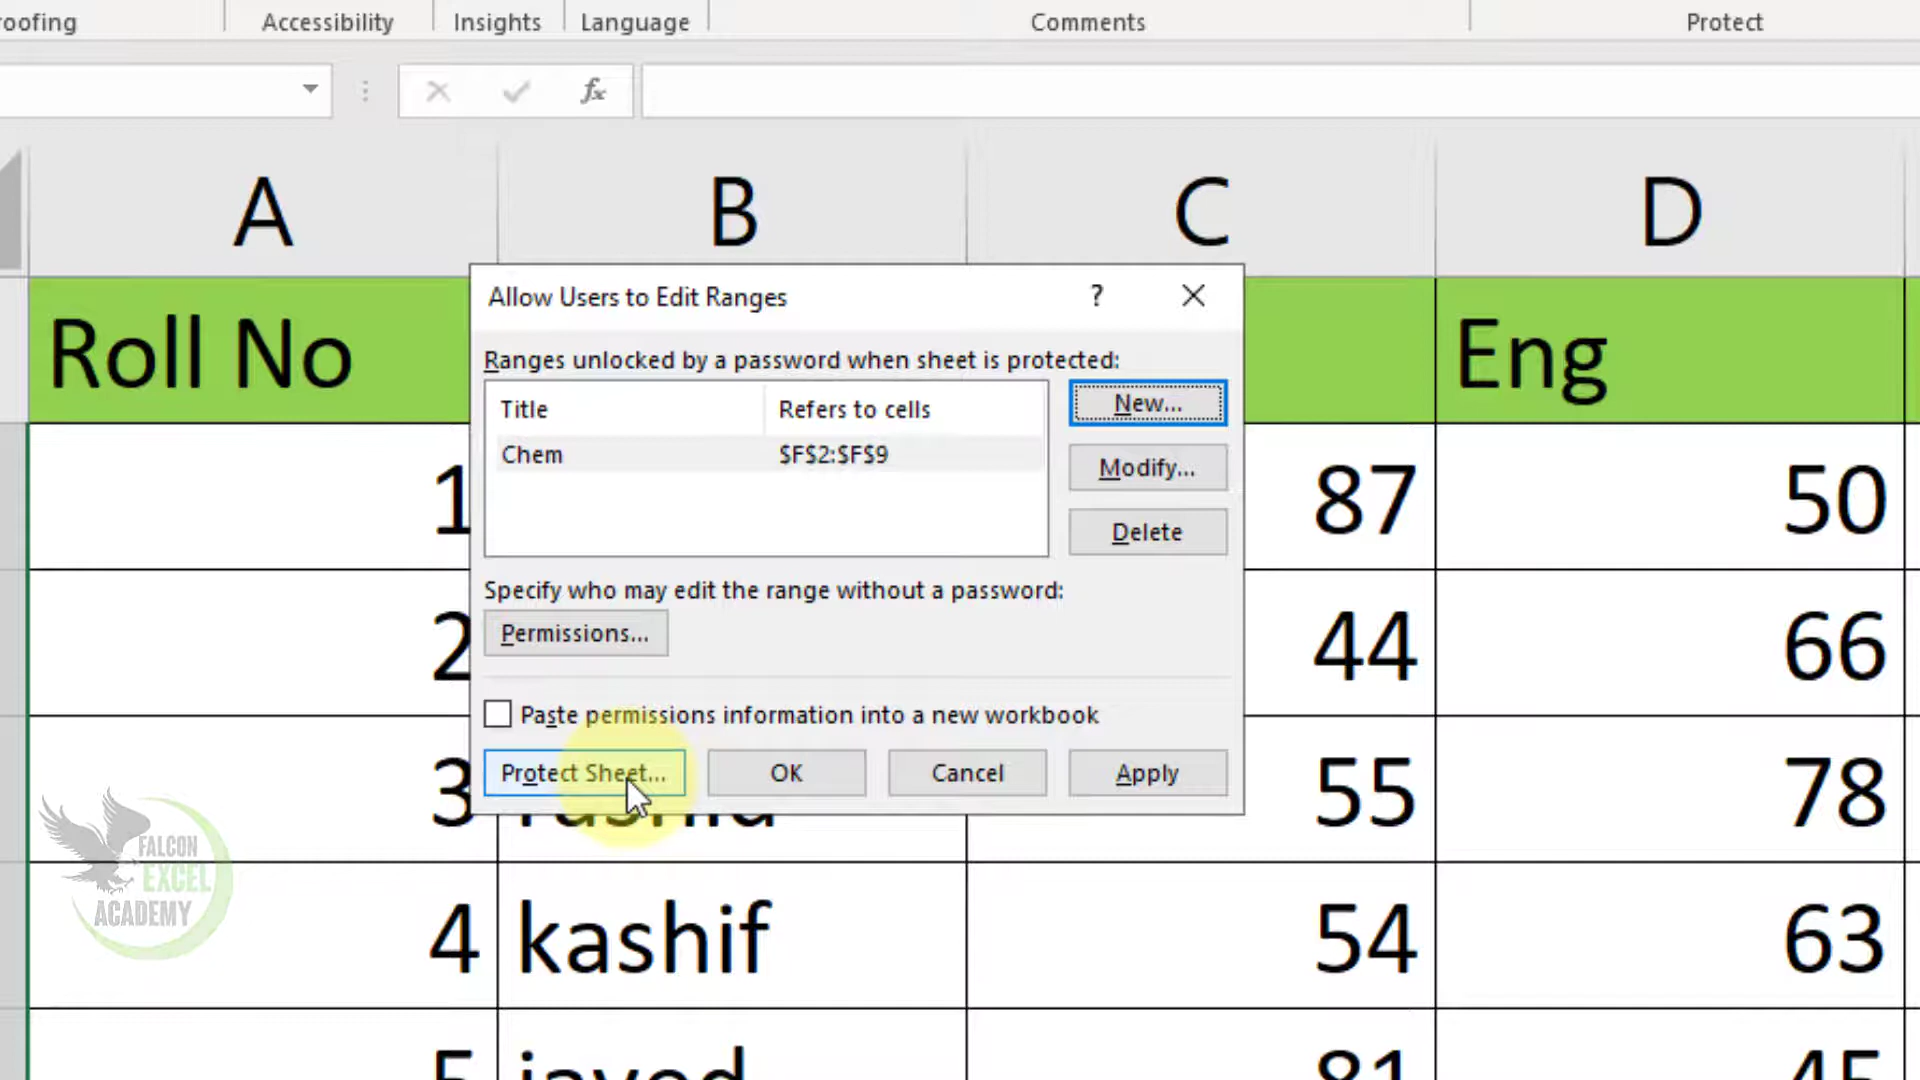 Accessibility Insights Language Comments Protect
fx
A B C D
Allow Users to Edit Ranges ?
Roll No Eng
Ranges unlocked by a password when sheet is protected:
Title Refers to cells New...
Chem $F$2:$F$9 Modify...
Delete
1 87 50
Specify who may edit the range without a password:
Permissions...
2 44 66
Paste permissions information into a new workbook
Protect Sheet... OK Cancel Apply
3 55 78
FALCON
EXCEL
ACADEMY
4 kashif 54 63
5 81 45